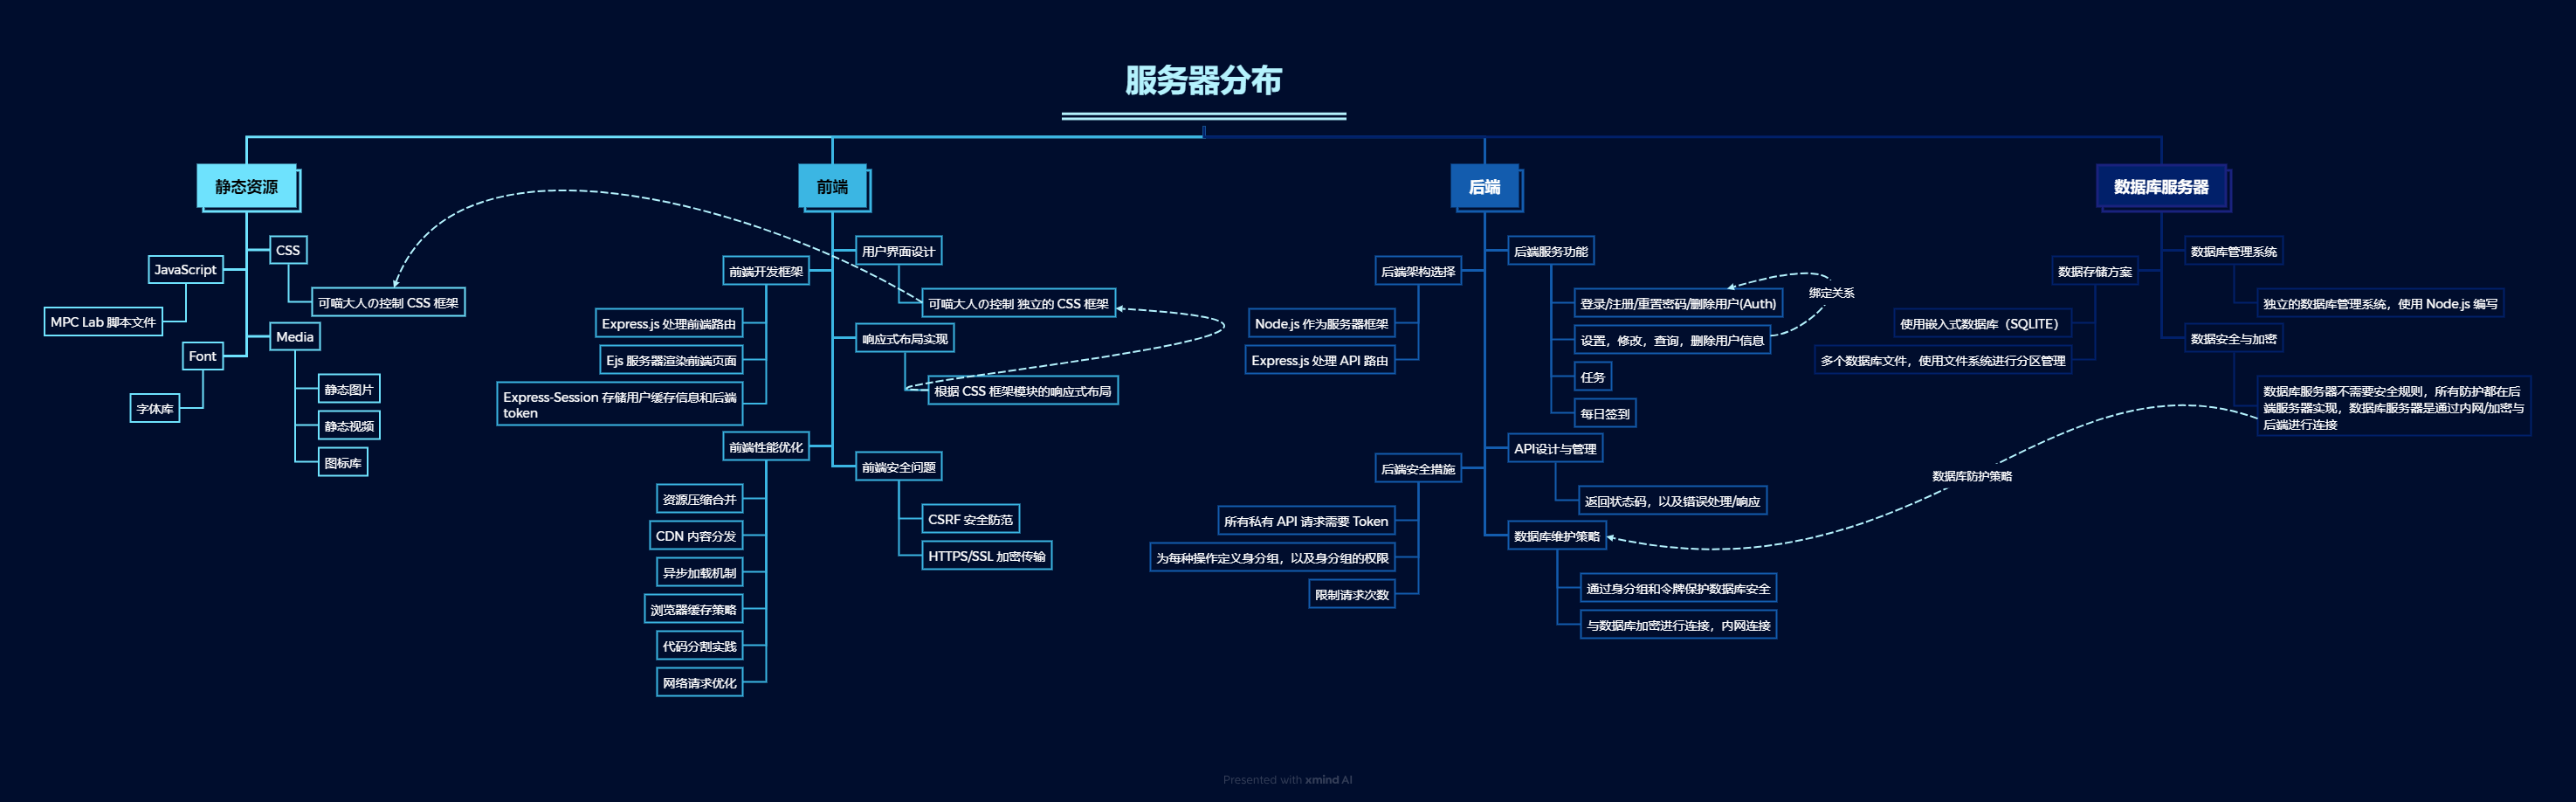 服务器分布
静态资源
CSS
JavaScript
可喵大人の控制 CSS 框架
MPC Lab 脚本文件
Media
Font
静态图片
字体库
静态视频
图标库
前端
用户界面设计
前端开发框架
可喵大人の控制 独立的 CSS 框架
Express.js 处理前端路由
响应式布局实现
Ejs 服务器渲染前端页面
根据 CSS 框架模块的响应式布局
Express-Session 存储用户缓存信息和后端
token
前端性能优化
前端安全问题
资源压缩合并
CSRF 安全防范
CDN 内容分发
HTTPS/SSL 加密传输
异步加载机制
浏览器缓存策略
代码分割实践
网络请求优化
后端
后端服务功能
后端架构选择
绑定关系
登录/注册/重置密码/删除用户(Auth)
Node.js 作为服务器框架
设置，修改，查询，删除用户信息
Express.js 处理 API 路由
任务
每日签到
API设计与管理
后端安全措施
返回状态码，以及错误处理/响应
所有私有 API 请求需要 Token
数据库维护策略
为每种操作定义身分组，以及身分组的权限
通过身分组和令牌保护数据库安全
限制请求次数
与数据库加密进行连接，内网连接
数据库服务器
数据库管理系统
数据存储方案
独立的数据库管理系统，使用 Node.js 编写
使用嵌入式数据库（SQLITE）
数据安全与加密
多个数据库文件，使用文件系统进行分区管理
数据库服务器不需要安全规则，所有防护都在后
端服务器实现，数据库服务器是通过内网/加密与
后端进行连接
数据库防护策略
Presented with xmind AI